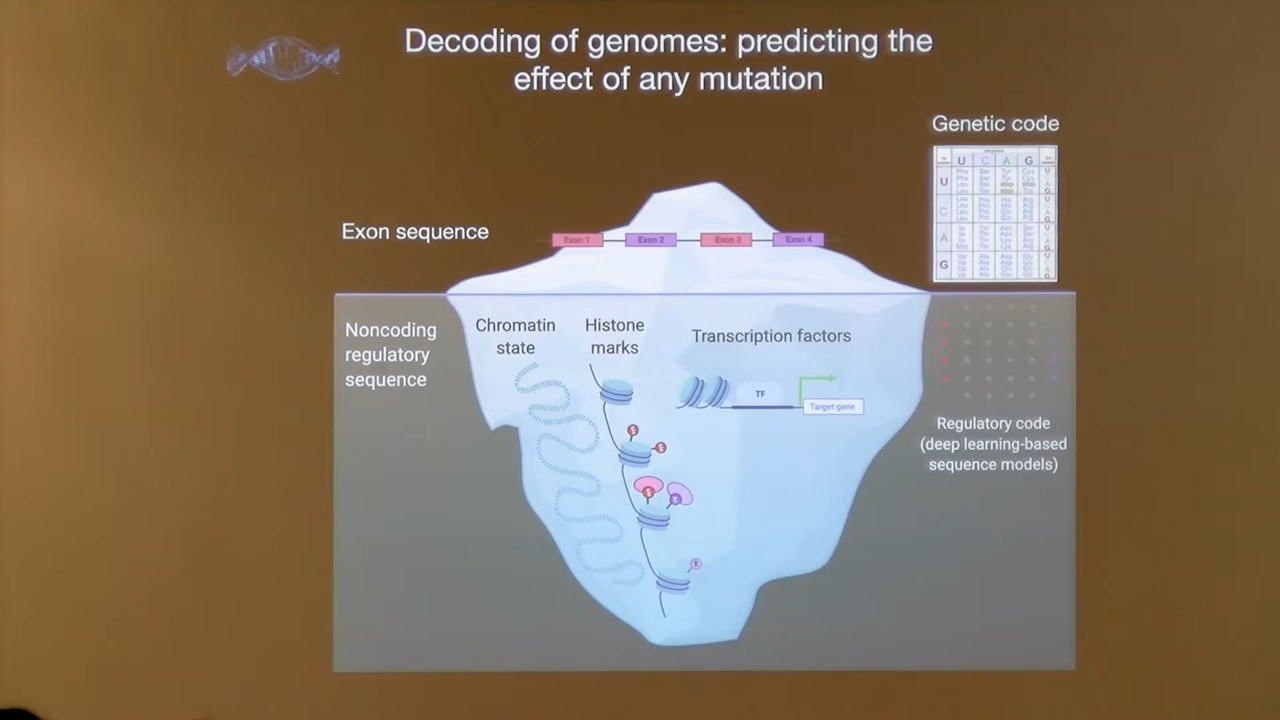 Decoding of genomes: predicting the
effect of any mutation
Genetic code
U C A G
U
C
A
G
Exon sequence
Exon 1 Exon 2 Exon 3 Exon 4
Noncoding
regulatory
sequence
Chromatin
state
Histone
marks
Transcription factors
TF
Target gene
Regulatory code
(deep learning-based
sequence models)